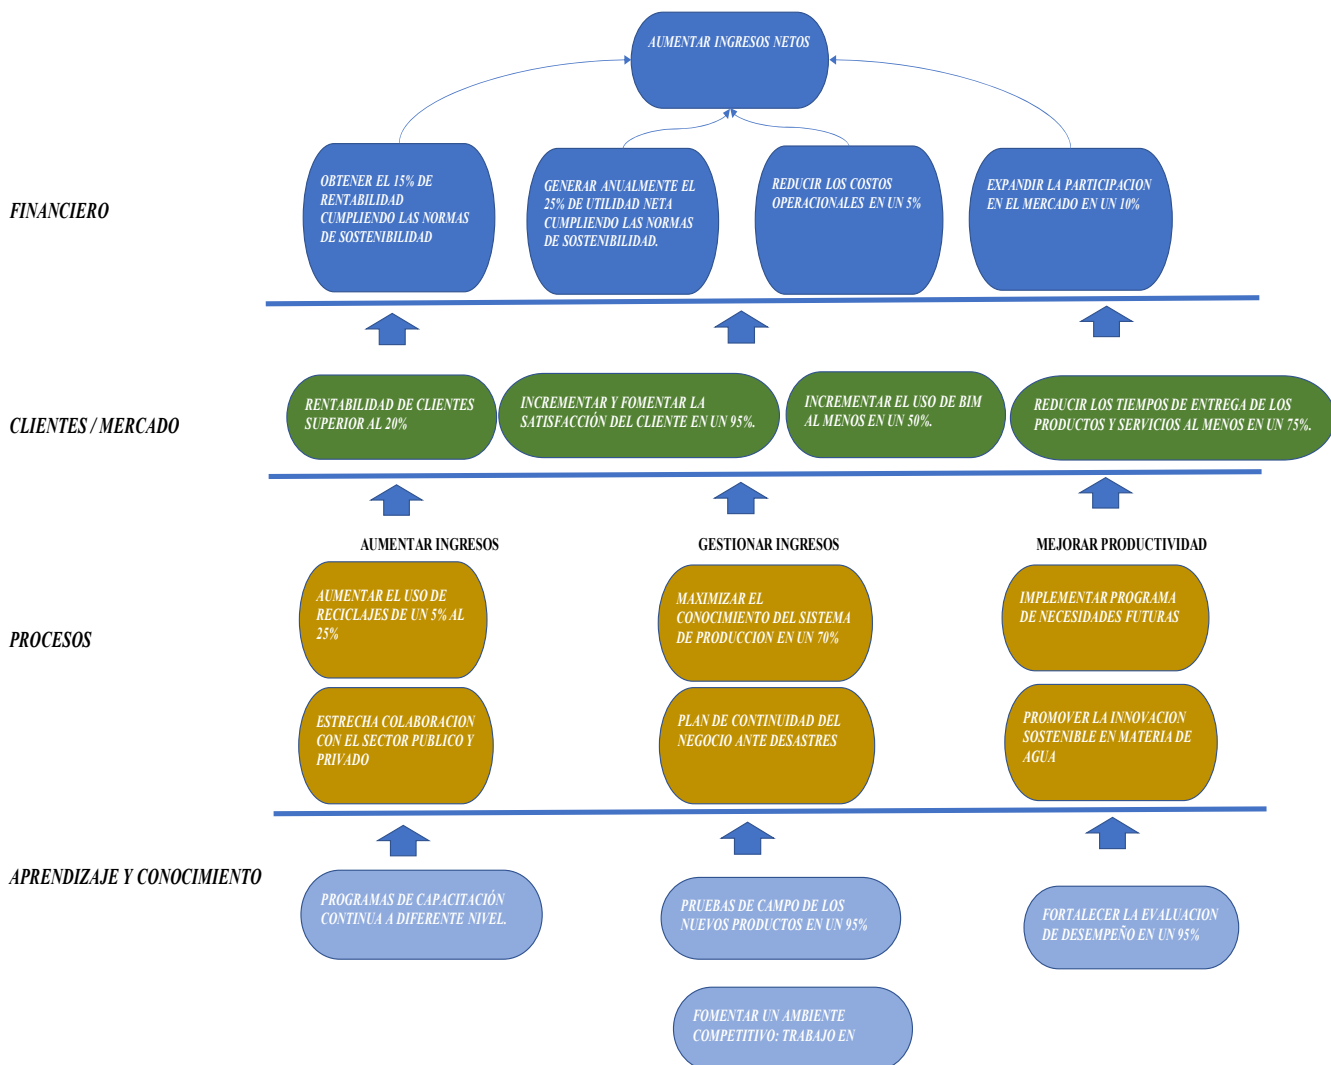 AUMENTAR INGRESOS NETOS
FINANCIERO
OBTENER EL 15% DE
RENTABILIDAD
CUMPLIENDO LAS NORMAS
DE SOSTENIBILIDAD
GENERAR ANUALMENTE EL
25% DE UTILIDAD NETA
CUMPLIENDO LAS NORMAS
DE SOSTENIBILIDAD.
REDUCIR LOS COSTOS
OPERACIONALES EN UN 5%
EXPANDIR LA PARTICIPACION
EN EL MERCADO EN UN 10%
CLIENTES / MERCADO
RENTABILIDAD DE CLIENTES
SUPERIOR AL 20%
INCREMENTAR Y FOMENTAR LA
SATISFACCIÓN DEL CLIENTE EN UN 95%.
INCREMENTAR EL USO DE BIM
AL MENOS EN UN 50%.
REDUCIR LOS TIEMPOS DE ENTREGA DE LOS
PRODUCTOS Y SERVICIOS AL MENOS EN UN 75%.
AUMENTAR INGRESOS
GESTIONAR INGRESOS
MEJORAR PRODUCTIVIDAD
PROCESOS
AUMENTAR EL USO DE
RECICLAJES DE UN 5% AL
25%
MAXIMIZAR EL
CONOCIMIENTO DEL SISTEMA
DE PRODUCCION EN UN 70%
IMPLEMENTAR PROGRAMA
DE NECESIDADES FUTURAS
ESTRECHA COLABORACION
CON EL SECTOR PUBLICO Y
PRIVADO
PLAN DE CONTINUIDAD DEL
NEGOCIO ANTE DESASTRES
PROMOVER LA INNOVACION
SOSTENIBLE EN MATERIA DE
AGUA
APRENDIZAJE Y CONOCIMIENTO
PROGRAMAS DE CAPACITACIÓN
CONTINUA A DIFERENTE NIVEL.
PRUEBAS DE CAMPO DE LOS
NUEVOS PRODUCTOS EN UN 95%
FORTALECER LA EVALUACION
DE DESEMPEÑO EN UN 95%
FOMENTAR UN AMBIENTE
COMPETITIVO: TRABAJO EN